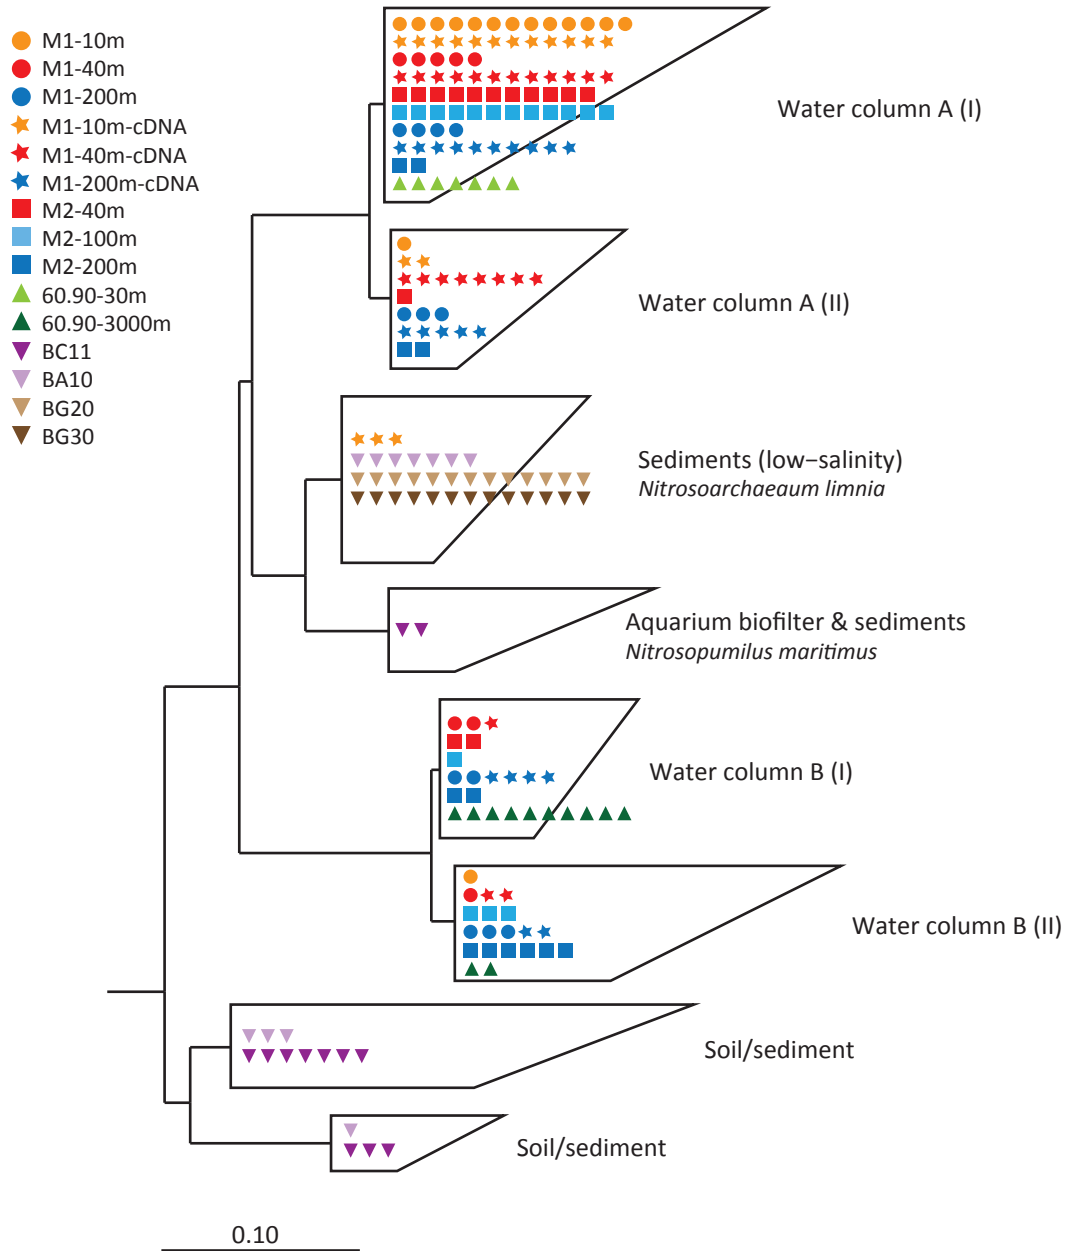 M1-10m
M1-40m
M1-200m
M1-10m-cDNA
M1-40m-cDNA
M1-200m-cDNA
M2-40m
M2-100m
M2-200m
60.90-30m
60.90-3000m
BC11
BA10
BG20
BG30
Water column A (I)
Water column A (II)
Sediments (low−salinity)
Nitrosoarchaeaum limnia
Aquarium biofilter & sediments
Nitrosopumilus maritimus
Water column B (I)
Water column B (II)
Soil/sediment
Soil/sediment
0.10